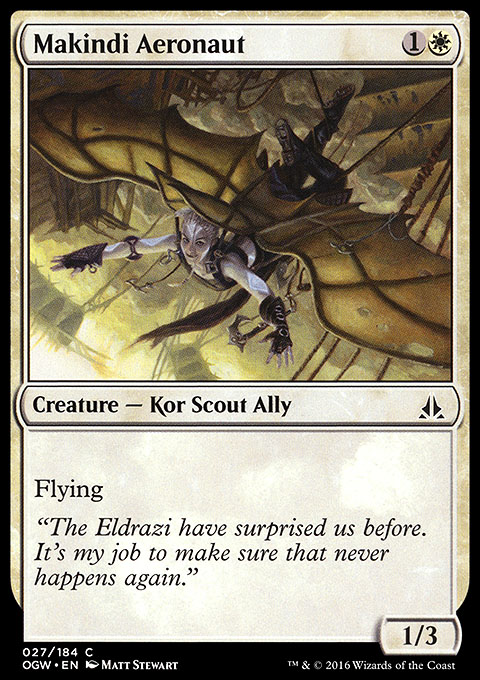 Makindi Aeronaut 1
Creature — Kor Scout Ally
Flying
“The Eldrazi have surprised us before.
It’s my job to make sure that never
happens again.”
1/3
027/184 C
OGW • EN Matt Stewart
™ & © 2016 Wizards of the Coast